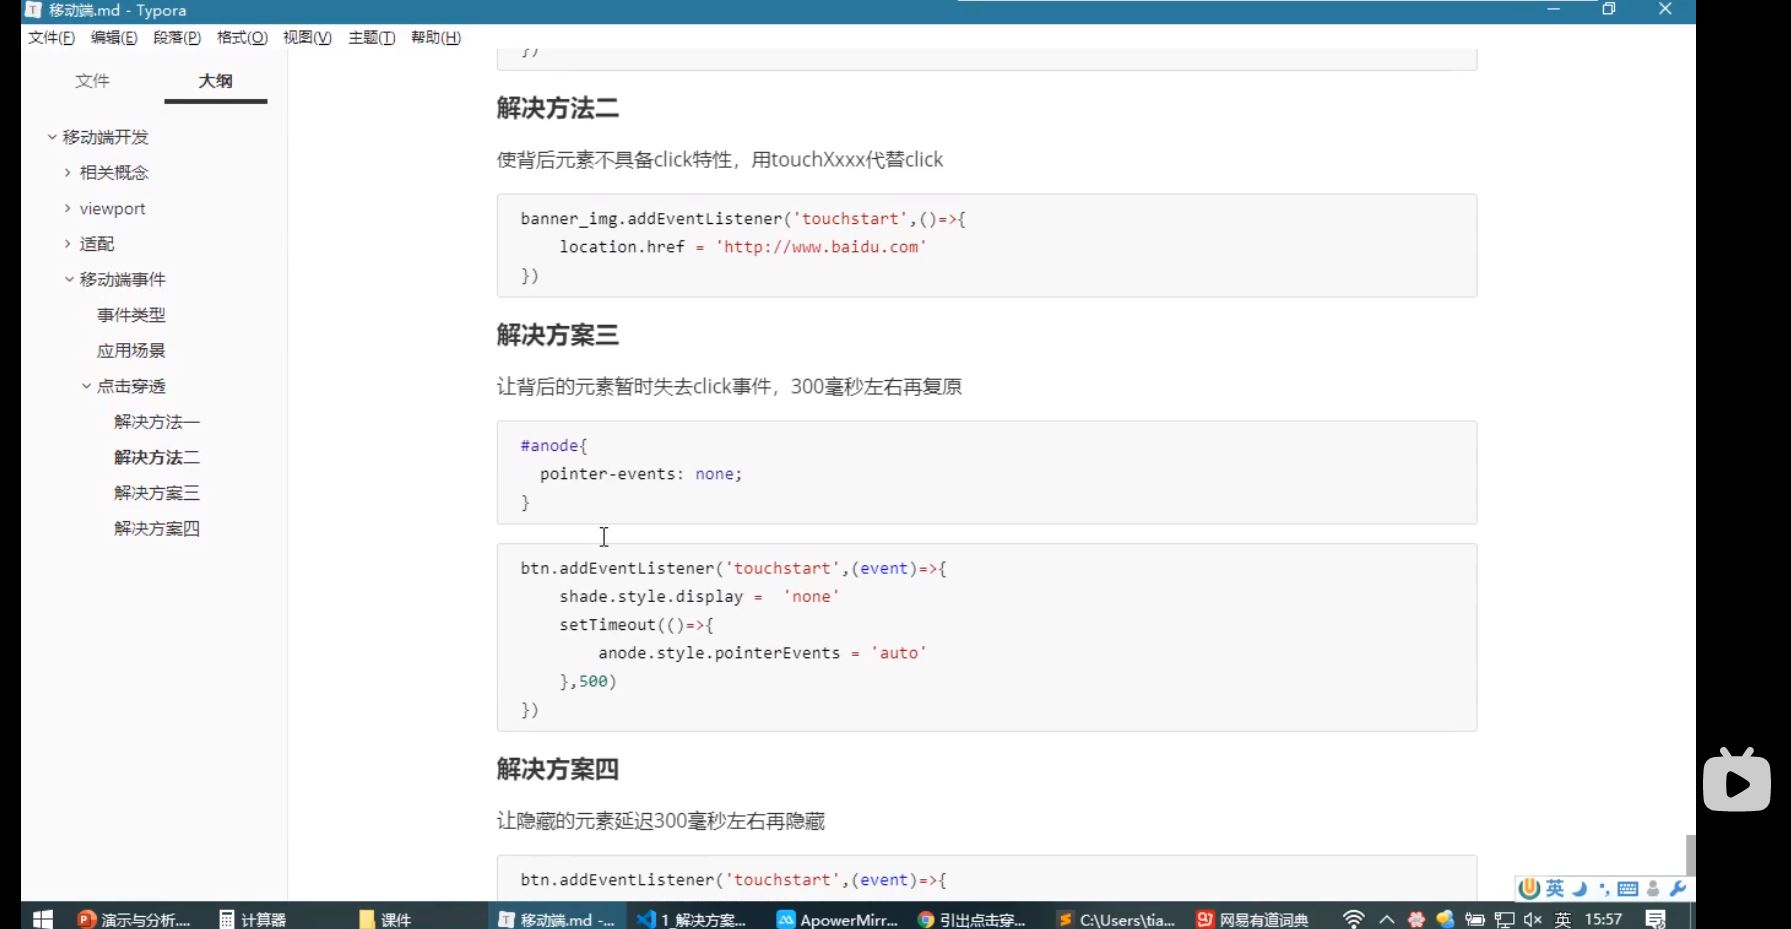 移动端.md - Typora
文件(F) 编辑(E) 段落(P) 格式(O) 视图(V) 主题(T) 帮助(H)
文件 大纲
移动端开发
相关概念
viewport
适配
移动端事件
事件类型
应用场景
点击穿透
解决方法一
解决方法二
解决方案三
解决方案四
})
解决方法二
使背后元素不具备click特性，用touchXxxx代替click
banner_img.addEventListener('touchstart',()=>{
location.href = 'http://www.baidu.com'
})
解决方案三
让背后的元素暂时失去click事件，300毫秒左右再复原
#anode{
pointer-events: none;
}
btn.addEventListener('touchstart',(event)=>{
shade.style.display = 'none'
setTimeout(()=>{
anode.style.pointerEvents = 'auto'
},500)
})
解决方案四
让隐藏的元素延迟300毫秒左右再隐藏
btn.addEventListener('touchstart',(event)=>{
英
演示与分析.... 计算器 课件 移动端.md -... 1_解决方案... ApowerMirr... 引出点击穿... C:\Users\tia... 网易有道词典 英 15:57